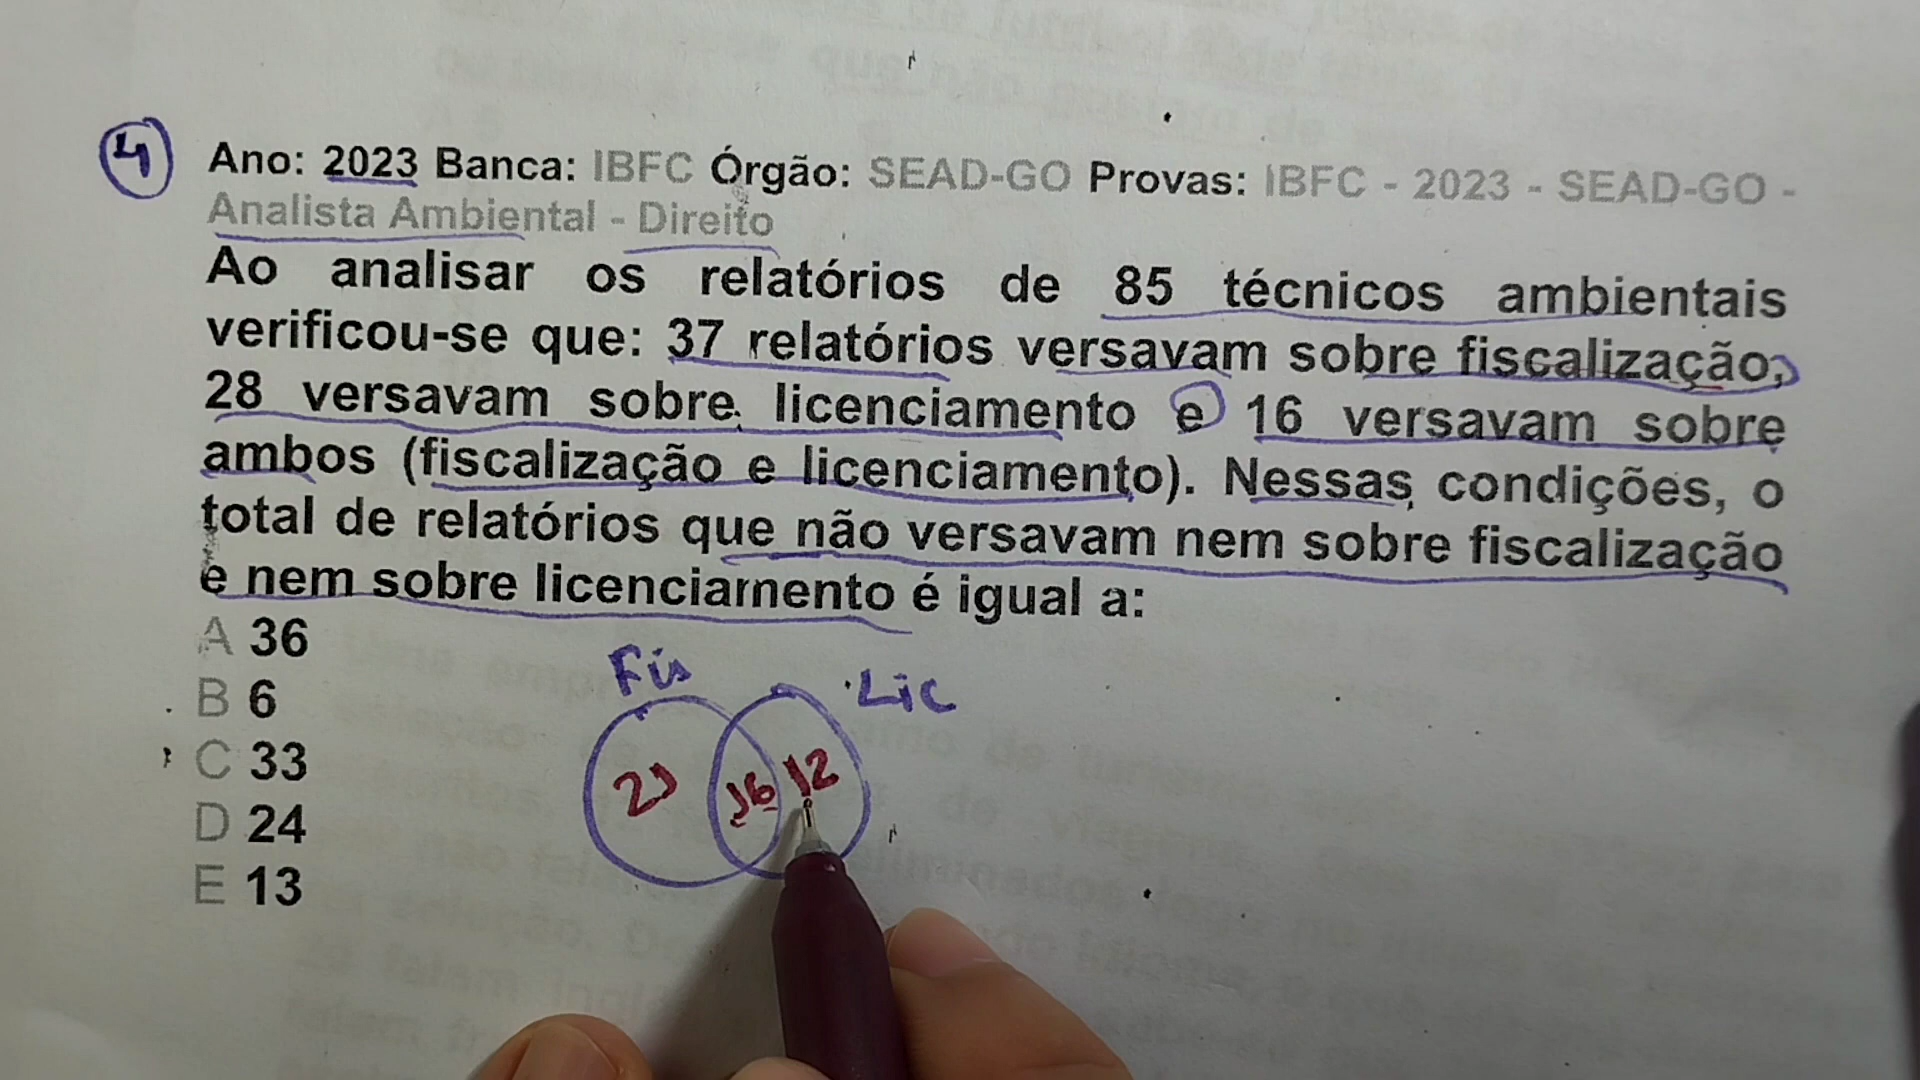 4 Ano: 2023 Banca: IBFC Órgão: SEAD-GO Provas: IBFC - 2023 - SEAD-GO -
Analista Ambiental - Direito
Ao analisar os relatórios de 85 técnicos ambientais
verificou-se que: 37 relatórios versavam sobre fiscalização;
28 versavam sobre licenciamento e 16 versavam sobre
ambos (fiscalização e licenciamento). Nessas condições, o
total de relatórios que não versavam nem sobre fiscalização
e nem sobre licenciamento é igual a:
A 36
B 6
C 33
D 24
E 13
Fis Lic
21 16 12